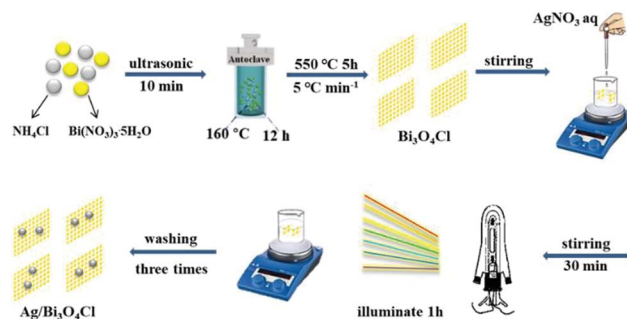 ultrasonic
10 min
NH₄Cl
Bi(NO₃)₃·5H₂O
Autoclave
160 °C
12 h
550 °C 5h
5 °C min⁻¹
Bi₃O₄Cl
stirring
AgNO₃ aq
stirring
30 min
illuminate 1h
washing
three times
Ag/Bi₃O₄Cl